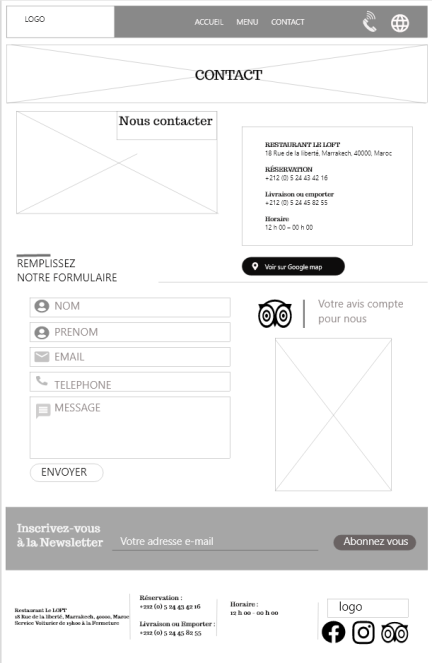 LOGO
ACCUEIL MENU CONTACT
CONTACT
Nous contacter
RESTAURANT LE LOFT
18 Rue de la liberté, Marrakech, 40000, Maroc
RÉSERVATION
+212 (0) 5 24 43 42 16
Livraison ou emporter
+212 (0) 5 24 45 82 55
Horaire
12 h 00 – 00 h 00
Voir sur Google map
REMPLISSEZ
NOTRE FORMULAIRE
NOM
PRENOM
EMAIL
TELEPHONE
MESSAGE
ENVOYER
Votre avis compte
pour nous
Inscrivez-vous
à la Newsletter
Votre adresse e-mail
Abonnez vous
Restaurant Le LOFT
18 Rue de la liberté, Marrakech, 40000, Maroc
Service Voiturier de 19h00 à la Fermeture
Réservation :
+212 (0) 5 24 43 42 16
Livraison ou Emporter :
+212 (0) 5 24 45 82 55
Horaire :
12 h 00 - 00 h 00
logo